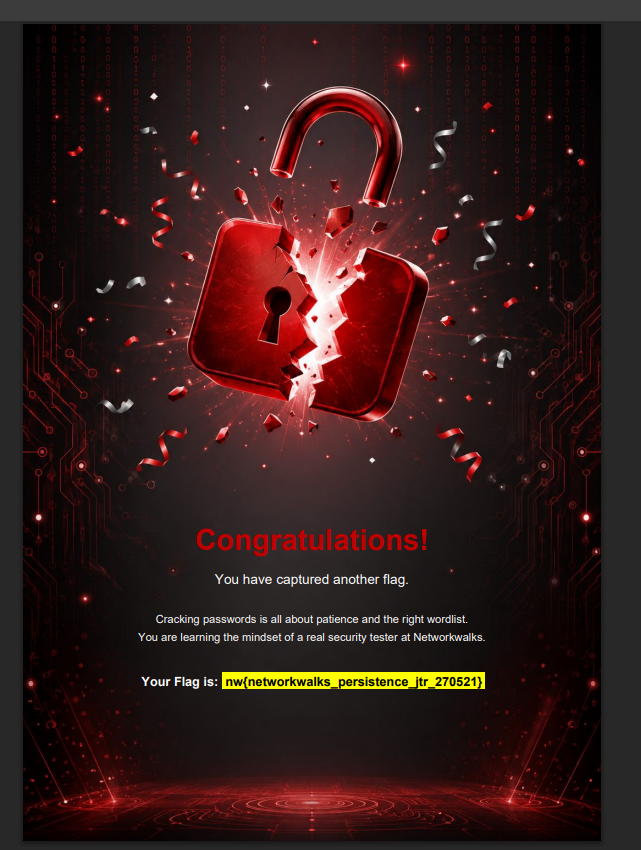 Congratulations!
You have captured another flag.
Cracking passwords is all about patience and the right wordlist.
You are learning the mindset of a real security tester at Networkwalks.
Your Flag is: nw{networkwalks_persistence_jtr_270521}